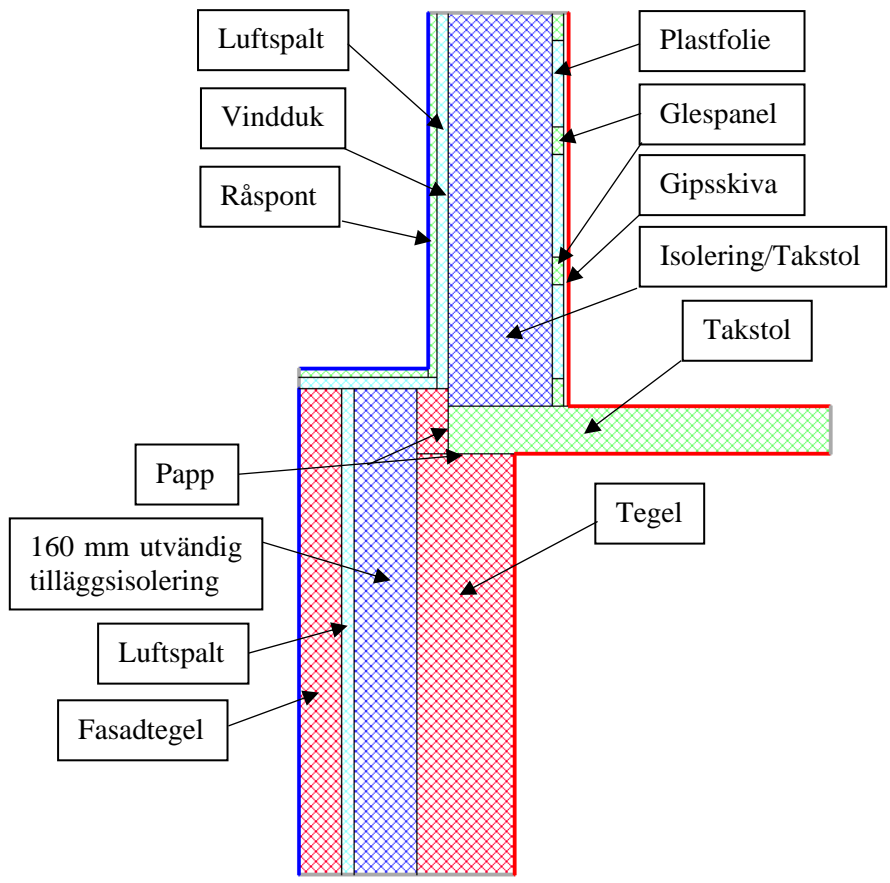 Luftspalt
Vindduk
Råspont
Plastfolie
Glespanel
Gipsskiva
Isolering/Takstol
Takstol
Papp
160 mm utvändig
tilläggsisolering
Luftspalt
Fasadtegel
Tegel